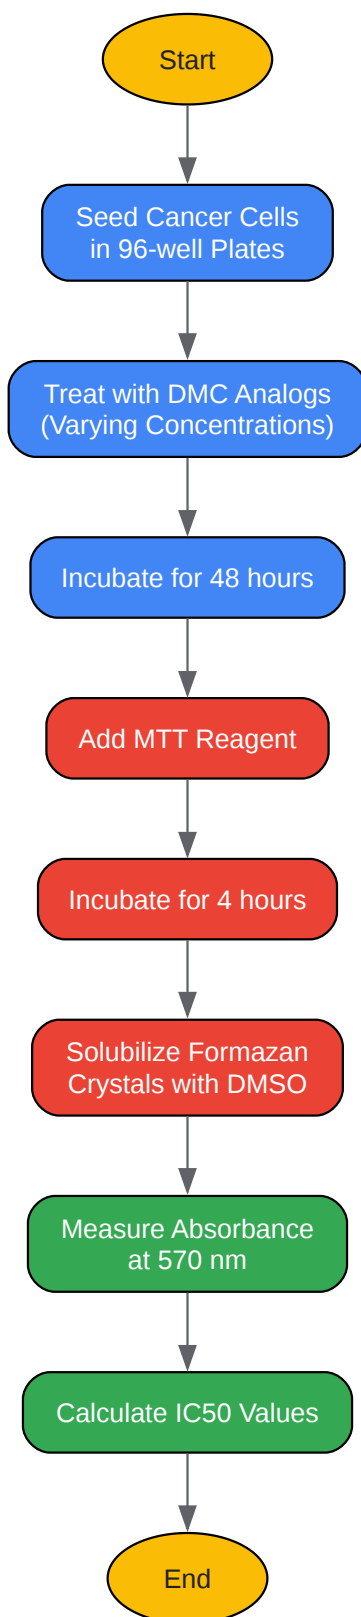 Start
Seed Cancer Cells
in 96-well Plates
Treat with DMC Analogs
(Varying Concentrations)
Incubate for 48 hours
Add MTT Reagent
Incubate for 4 hours
Solubilize Formazan
Crystals with DMSO
Measure Absorbance
at 570 nm
Calculate IC50 Values
End